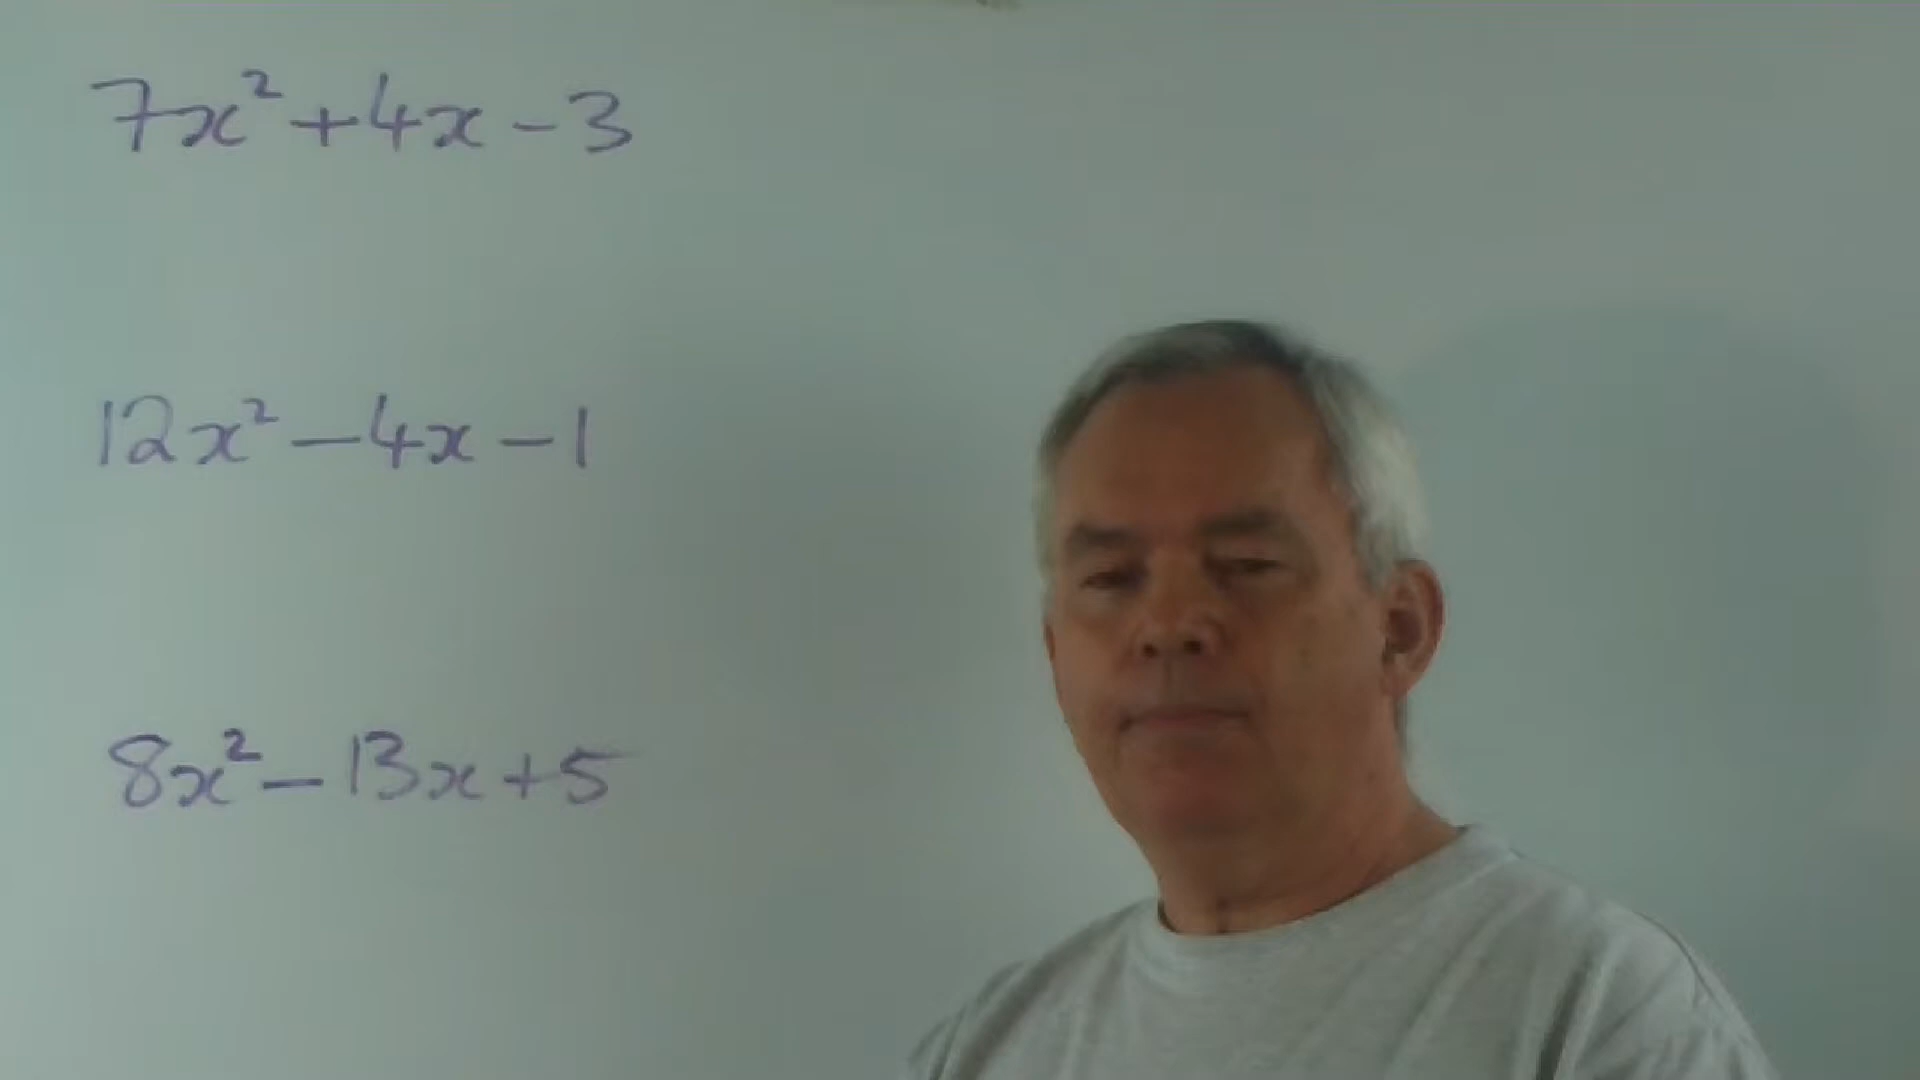 7x² + 4x - 3
12x² - 4x - 1
8x² - 13x + 5